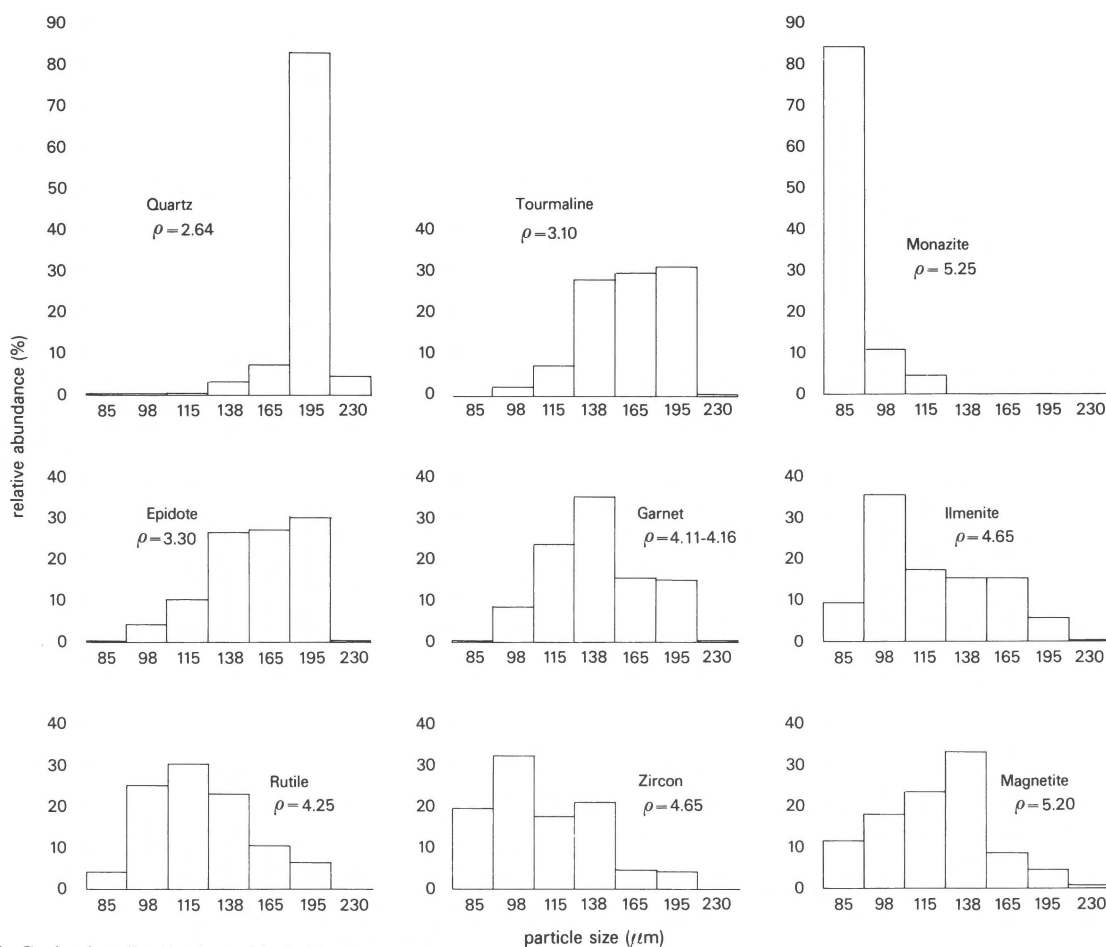 90
80
70
60
50
40
30
20
10
0
Quartz
ρ=2.64
85 98 115 138 165 195 230
40
30
20
10
0
Tourmaline
ρ=3.10
85 98 115 138 165 195 230
90
80
70
60
50
40
30
20
10
0
Monazite
ρ= 5.25
85 98 115 138 165 195 230
relative abundance (%)
40
30
20
10
0
Epidote
ρ=3.30
85 98 115 138 165 195 230
40
30
20
10
0
Garnet
ρ=4.11-4.16
85 98 115 138 165 195 230
40
30
20
10
0
Ilmenite
ρ=4.65
85 98 115 138 165 195 230
40
30
20
10
0
Rutile
ρ=4.25
85 98 115 138 165 195 230
40
30
20
10
0
Zircon
ρ=4.65
85 98 115 138 165 195 230
40
30
20
10
0
Magnetite
ρ=5.20
85 98 115 138 165 195 230
particle size (μm)